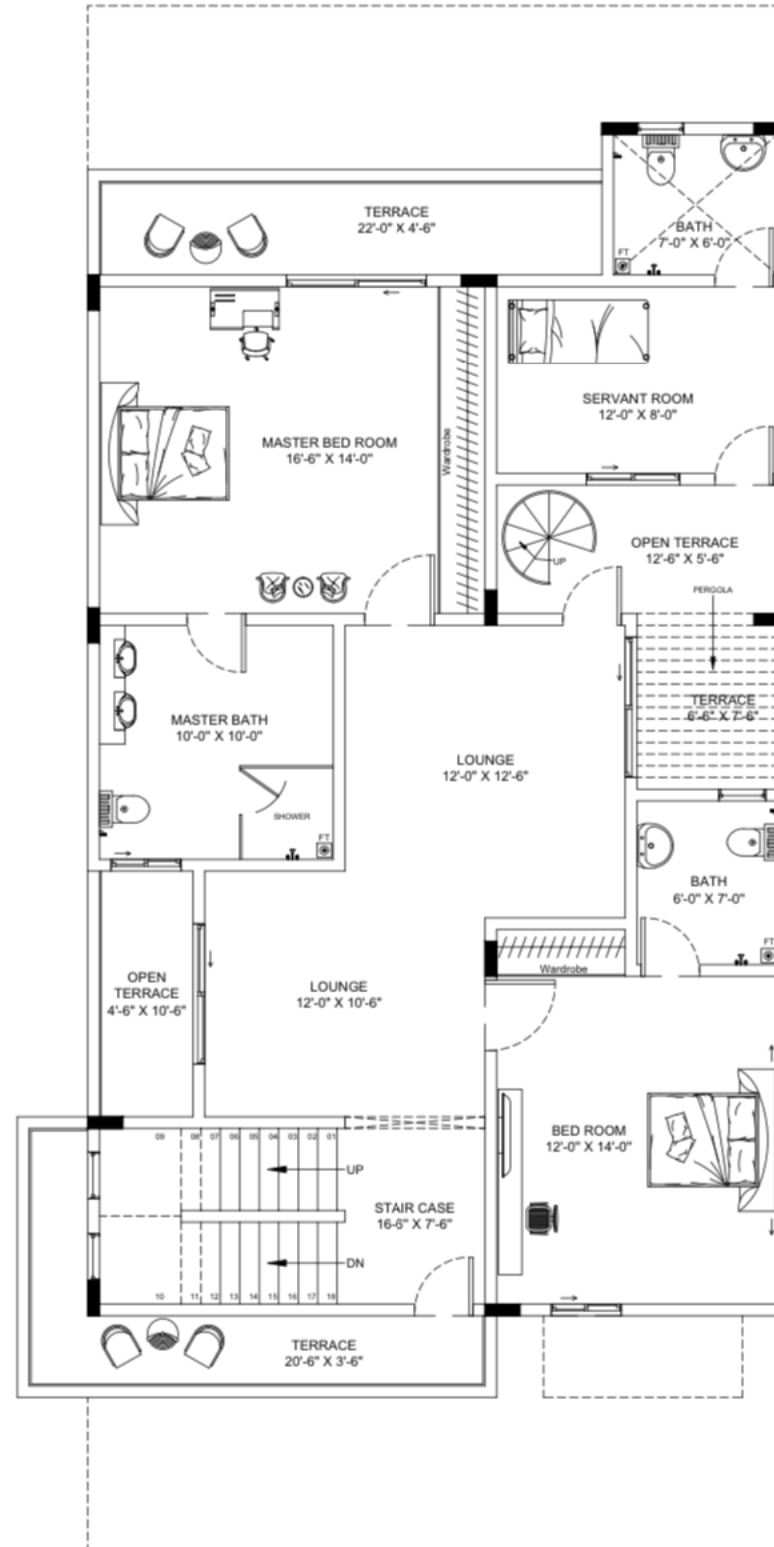 TERRACE
22'-0" X 4'-6"
BATH
7'-0" X 6'-0"
FT
SERVANT ROOM
12'-0" X 8'-0"
MASTER BED ROOM
16'-6" X 14'-0"
Wardrobe
OPEN TERRACE
12'-6" X 5'-6"
UP
PERGOLA
TERRACE
6'-6" X 7'-6"
MASTER BATH
10'-0" X 10'-0"
LOUNGE
12'-0" X 12'-6"
SHOWER
FT
BATH
6'-0" X 7'-0"
FT
Wardrobe
OPEN
TERRACE
4'-6" X 10'-6"
LOUNGE
12'-0" X 10'-6"
BED ROOM
12'-0" X 14'-0"
09 08 07 06 05 04 03 02 01
UP
STAIR CASE
16-6" X 7'-6"
DN
10 11 12 13 14 15 16 17 18
TERRACE
20'-6" X 3'-6"